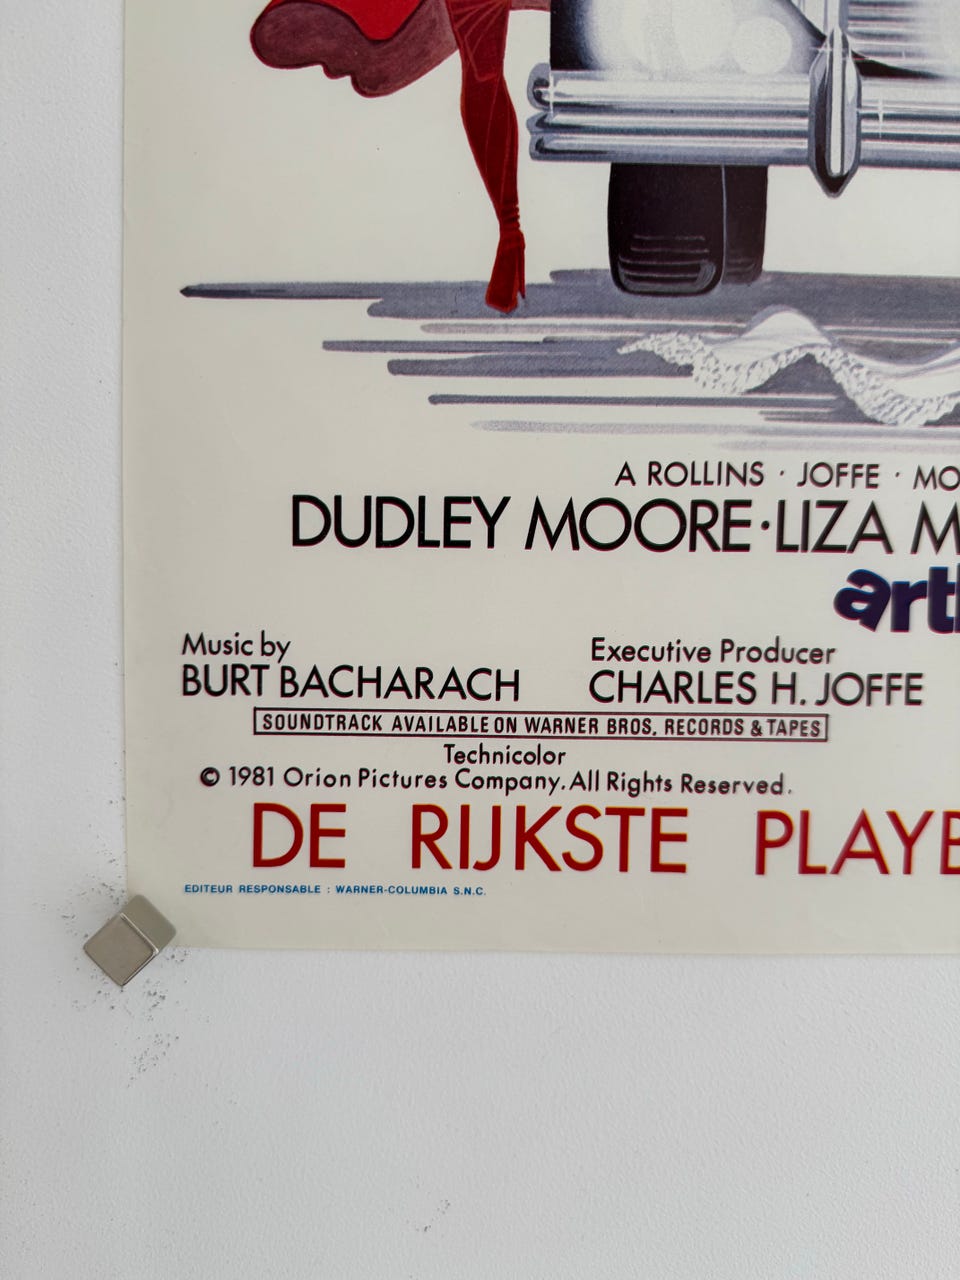 A ROLLINS · JOFFE · MO
DUDLEY MOORE · LIZA M
art
Music by
BURT BACHARACH
Executive Producer
CHARLES H. JOFFE
SOUNDTRACK AVAILABLE ON WARNER BROS. RECORDS & TAPES
Technicolor
© 1981 Orion Pictures Company. All Rights Reserved.
DE RIJKSTE PLAYB
EDITEUR RESPONSABLE : WARNER-COLUMBIA S.N.C.